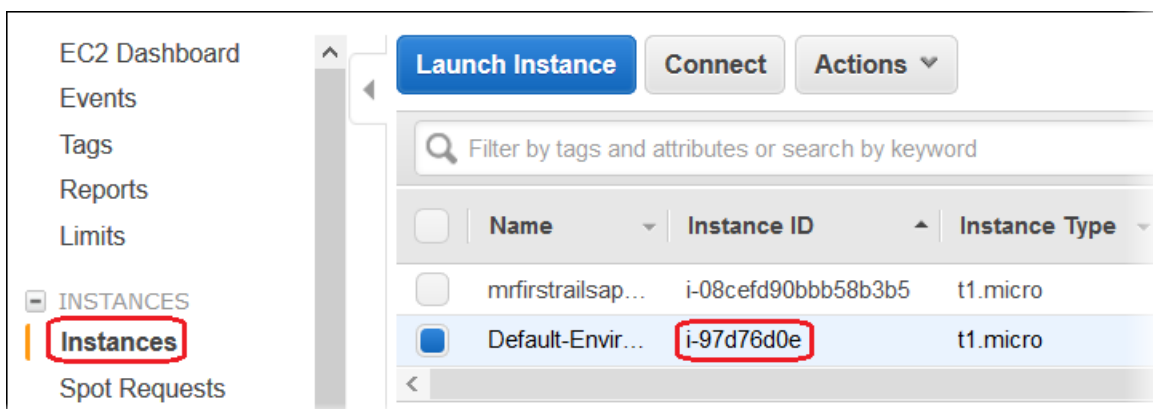 EC2 Dashboard
Events
Tags
Reports
Limits
INSTANCES
Instances
Spot Requests
Launch Instance Connect Actions
Filter by tags and attributes or search by keyword
Name Instance ID Instance Type
mrfirstrailsap... i-08cefd90bbb58b3b5 t1.micro
Default-Envir... i-97d76d0e t1.micro